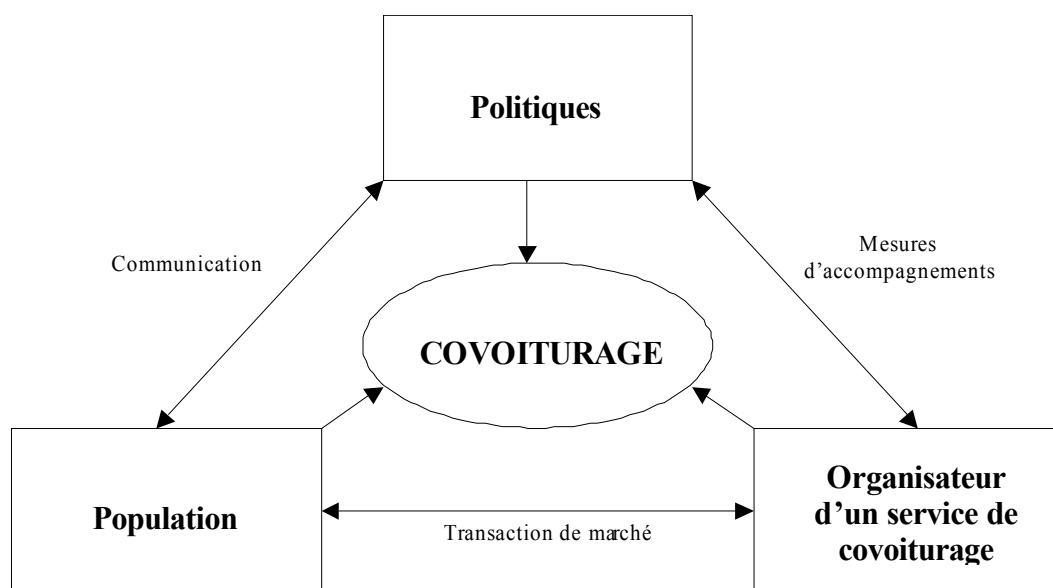 Politiques
Communication
Mesures
d'accompagnements
COVOITURAGE
Population
Transaction de marché
Organisateur
d'un service de
covoiturage